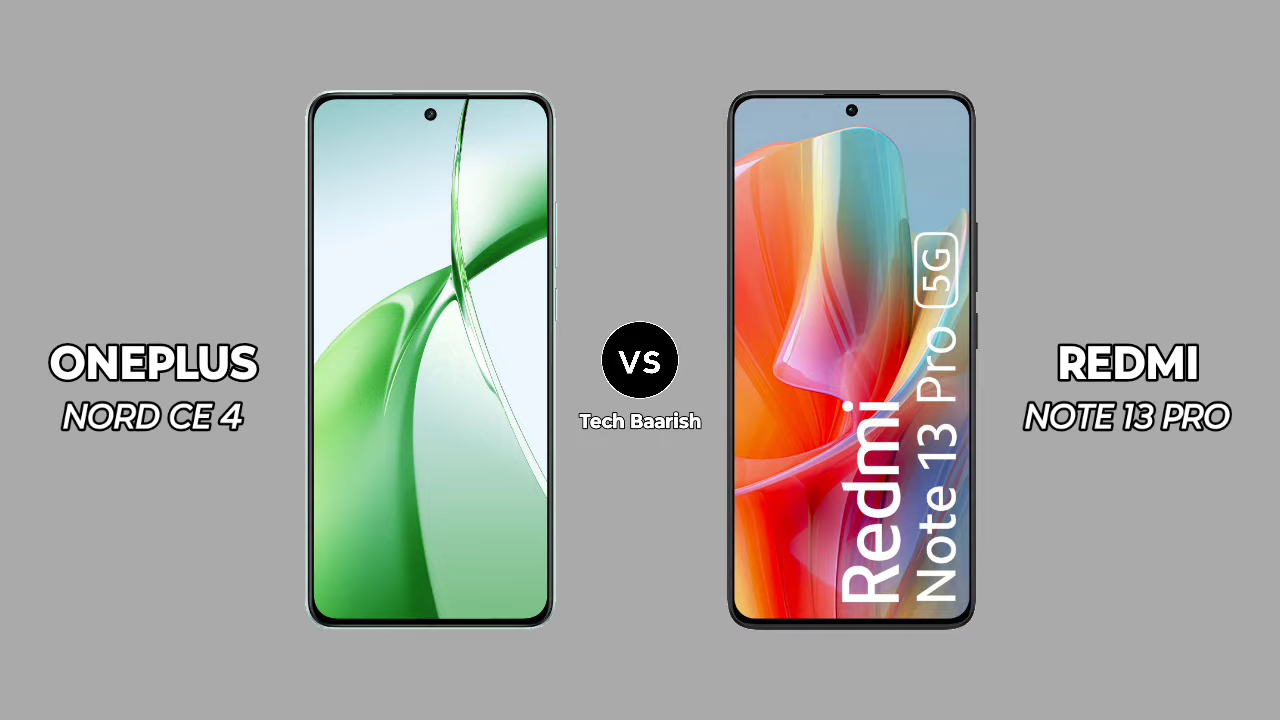 ONEPLUS
NORD CE 4
VS
Tech Baarish
Redmi
Note 13 Pro 5G
REDMI
NOTE 13 PRO